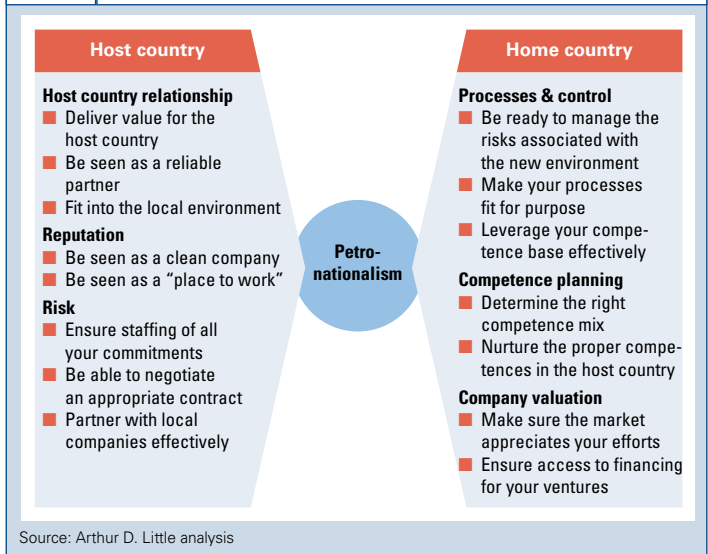 Host country
Host country relationship
■ Deliver value for the
host country
■ Be seen as a reliable
partner
■ Fit into the local environment
Reputation
■ Be seen as a clean company
■ Be seen as a “place to work”
Risk
■ Ensure staffing of all
your commitments
■ Be able to negotiate
an appropriate contract
■ Partner with local
companies effectively
Petro-
nationalism
Home country
Processes & control
■ Be ready to manage the
risks associated with
the new environment
■ Make your processes
fit for purpose
■ Leverage your compe-
tence base effectively
Competence planning
■ Determine the right
competence mix
■ Nurture the proper compe-
tences in the host country
Company valuation
■ Make sure the market
appreciates your efforts
■ Ensure access to financing
for your ventures
Source: Arthur D. Little analysis